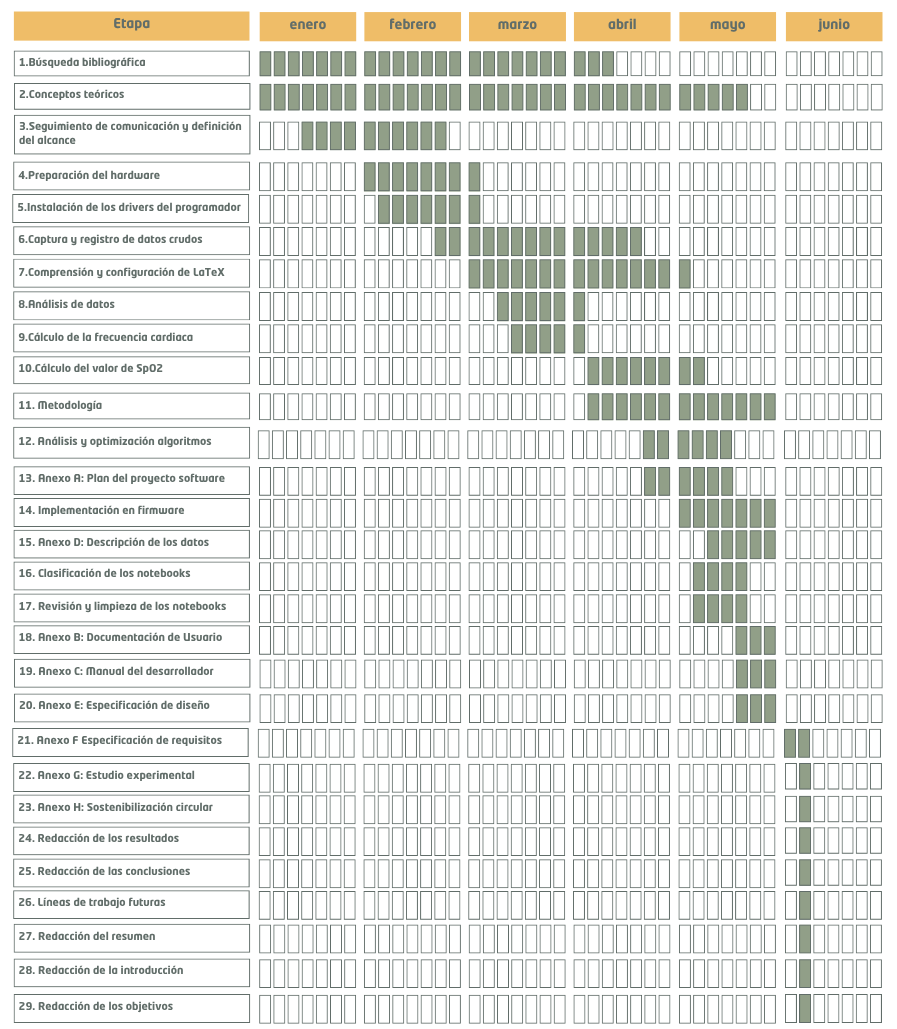 Etapa
enero
febrero
marzo
abril
mayo
junio
1.Búsqueda bibliográfica
2.Conceptos teóricos
3.Seguimiento de comunicación y definición
del alcance
4.Preparación del hardware
5.Instalación de los drivers del programador
6.Captura y registro de datos crudos
7.Comprensión y configuración de LaTeX
8.Análisis de datos
9.Cálculo de la frecuencia cardiaca
10.Cálculo del valor de SpO2
11. Metodología
12. Análisis y optimización algoritmos
13. Anexo A: Plan del proyecto software
14. Implementación en firmware
15. Anexo D: Descripción de los datos
16. Clasificación de los notebooks
17. Revisión y limpieza de los notebooks
18. Anexo B: Documentación de Usuario
19. Anexo C: Manual del desarrollador
20. Anexo E: Especificación de diseño
21. Anexo F Especificación de requisitos
22. Anexo G: Estudio experimental
23. Anexo H: Sostenibilización circular
24. Redacción de los resultados
25. Redacción de las conclusiones
26. Líneas de trabajo futuras
27. Redacción del resumen
28. Redacción de la introducción
29. Redacción de los objetivos